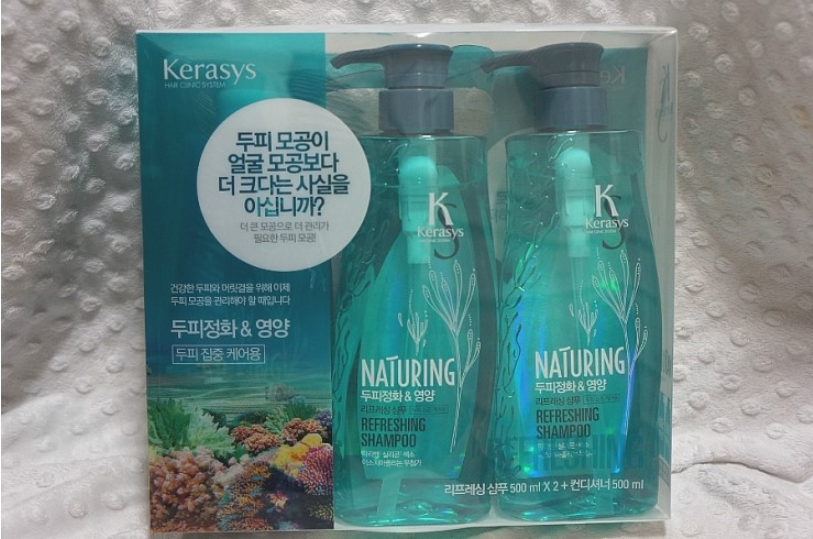 Kerasys
HAIR CLINIC SYSTEM
두피 모공이
얼굴 모공보다
더 크다는 사실을
아십니까?
더 큰 모공으로 더 관리가
필요한 두피 모공!
건강한 두피와 머릿결을 위해 이제
두피 모공을 관리해야 할 때입니다
두피정화 & 영양
두피 집중 케어용
K
Kerasys
NATURING
두피정화 & 영양
리프레싱 샴푸
REFRESHING
SHAMPOO
K
Kerasys
NATURING
두피정화 & 영양
리프레싱 샴푸
REFRESHING
SHAMPOO
리프레싱 샴푸 500 ml X 2 + 컨디셔너 500 ml